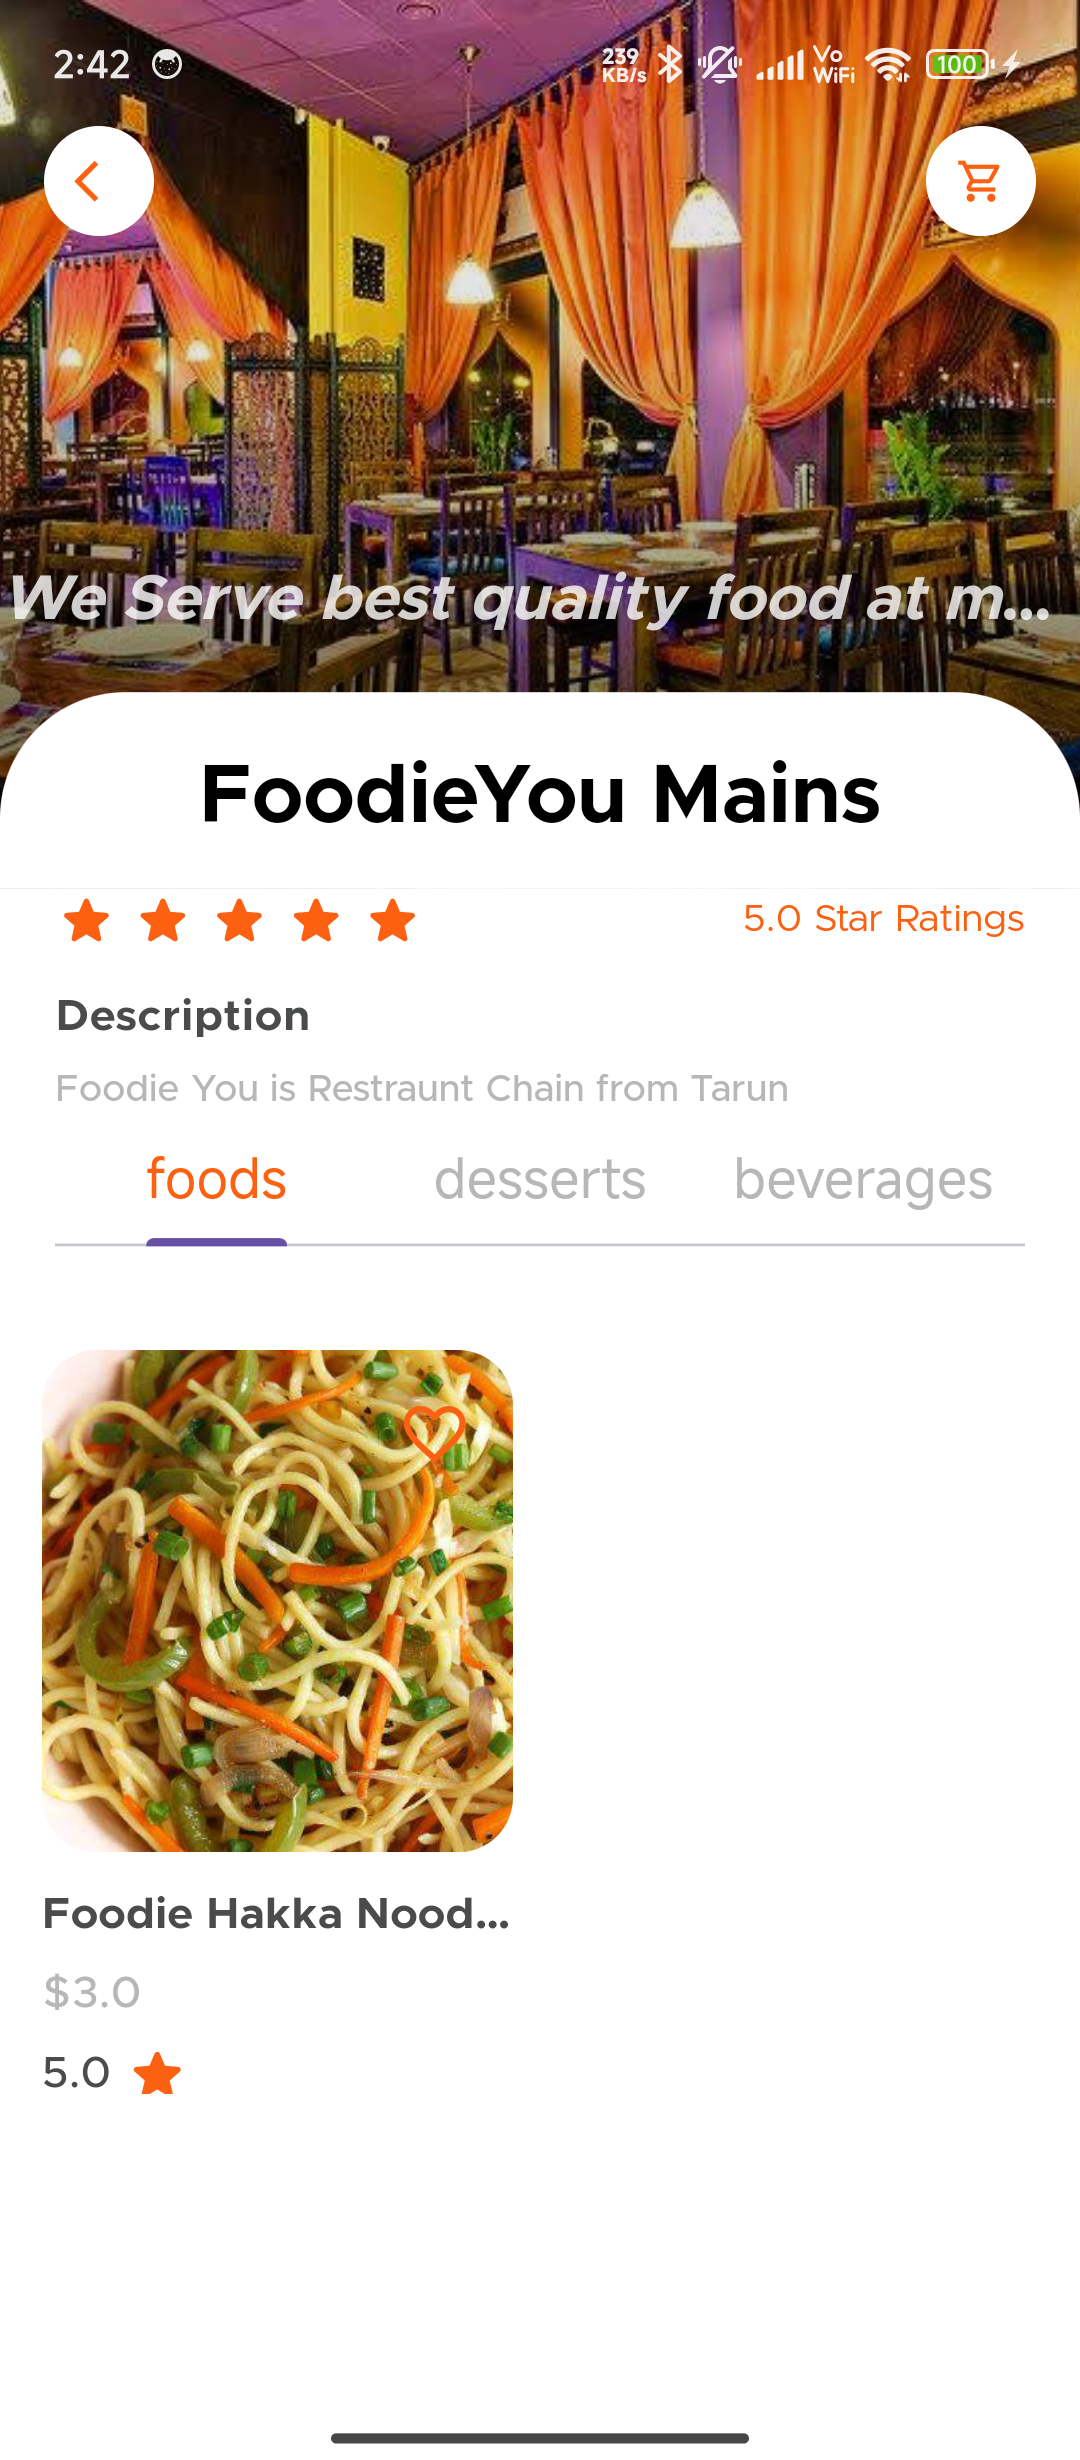 2:42 239 KB/s Vo WiFi 100
We Serve best quality food at m...
FoodieYou Mains
5.0 Star Ratings
Description
Foodie You is Restraunt Chain from Tarun
foods desserts beverages
Foodie Hakka Nood...
$3.0
5.0